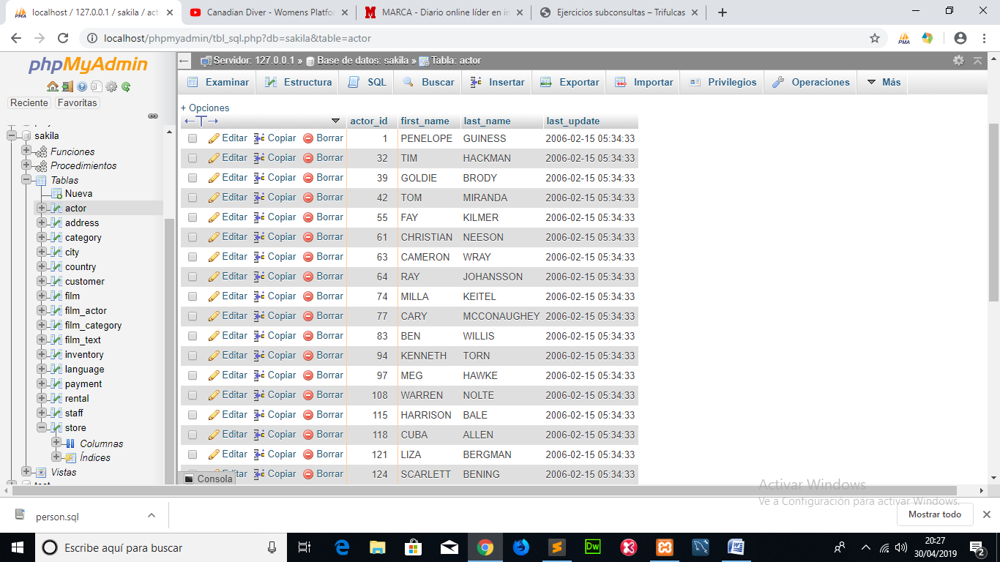 localhost / 127.0.0.1 / sakila / act
Canadian Diver - Womens Platfor
MARCA - Diario online líder en in
Ejercicios subconsultas – Trifulcas
localhost/phpmyadmin/tbl_sql.php?db=sakila&table=actor
PMA
phpMyAdmin
Reciente Favoritas
sakila
Funciones
Procedimientos
Tablas
Nueva
actor
address
category
city
country
customer
film
film_actor
film_category
film_text
inventory
language
payment
rental
staff
store
Columnas
Índices
Vistas
Servidor: 127.0.0.1 » Base de datos: sakila » Tabla: actor
Examinar Estructura SQL Buscar Insertar Exportar Importar Privilegios Operaciones Más
+ Opciones
actor_id first_name last_name last_update
Editar Copiar Borrar 1 PENELOPE GUINESS 2006-02-15 05:34:33
Editar Copiar Borrar 32 TIM HACKMAN 2006-02-15 05:34:33
Editar Copiar Borrar 39 GOLDIE BRODY 2006-02-15 05:34:33
Editar Copiar Borrar 42 TOM MIRANDA 2006-02-15 05:34:33
Editar Copiar Borrar 55 FAY KILMER 2006-02-15 05:34:33
Editar Copiar Borrar 61 CHRISTIAN NEESON 2006-02-15 05:34:33
Editar Copiar Borrar 63 CAMERON WRAY 2006-02-15 05:34:33
Editar Copiar Borrar 64 RAY JOHANSSON 2006-02-15 05:34:33
Editar Copiar Borrar 74 MILLA KEITEL 2006-02-15 05:34:33
Editar Copiar Borrar 77 CARY MCCONAUGHEY 2006-02-15 05:34:33
Editar Copiar Borrar 83 BEN WILLIS 2006-02-15 05:34:33
Editar Copiar Borrar 94 KENNETH TORN 2006-02-15 05:34:33
Editar Copiar Borrar 97 MEG HAWKE 2006-02-15 05:34:33
Editar Copiar Borrar 108 WARREN NOLTE 2006-02-15 05:34:33
Editar Copiar Borrar 115 HARRISON BALE 2006-02-15 05:34:33
Editar Copiar Borrar 118 CUBA ALLEN 2006-02-15 05:34:33
Editar Copiar Borrar 121 LIZA BERGMAN 2006-02-15 05:34:33
Editar Copiar Borrar 124 SCARLETT BENING 2006-02-15 05:34:33
Consola
Activar Windows
Ve a Configuración para activar Windows.
person.sql
Mostrar todo
Escribe aquí para buscar
Dw
20:27
30/04/2019
2